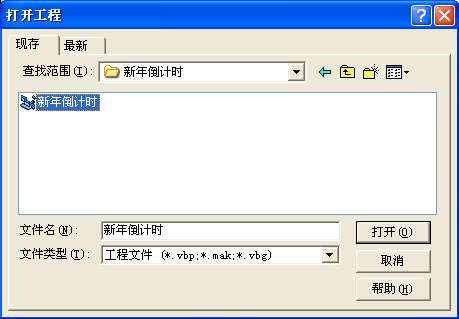 打开工程
现存 最新
查找范围(I): 新年倒计时
新年倒计时
文件名(N): 新年倒计时 打开(O)
文件类型(T): 工程文件 (*.vbp;*.mak;*.vbg)
取消
帮助(H)